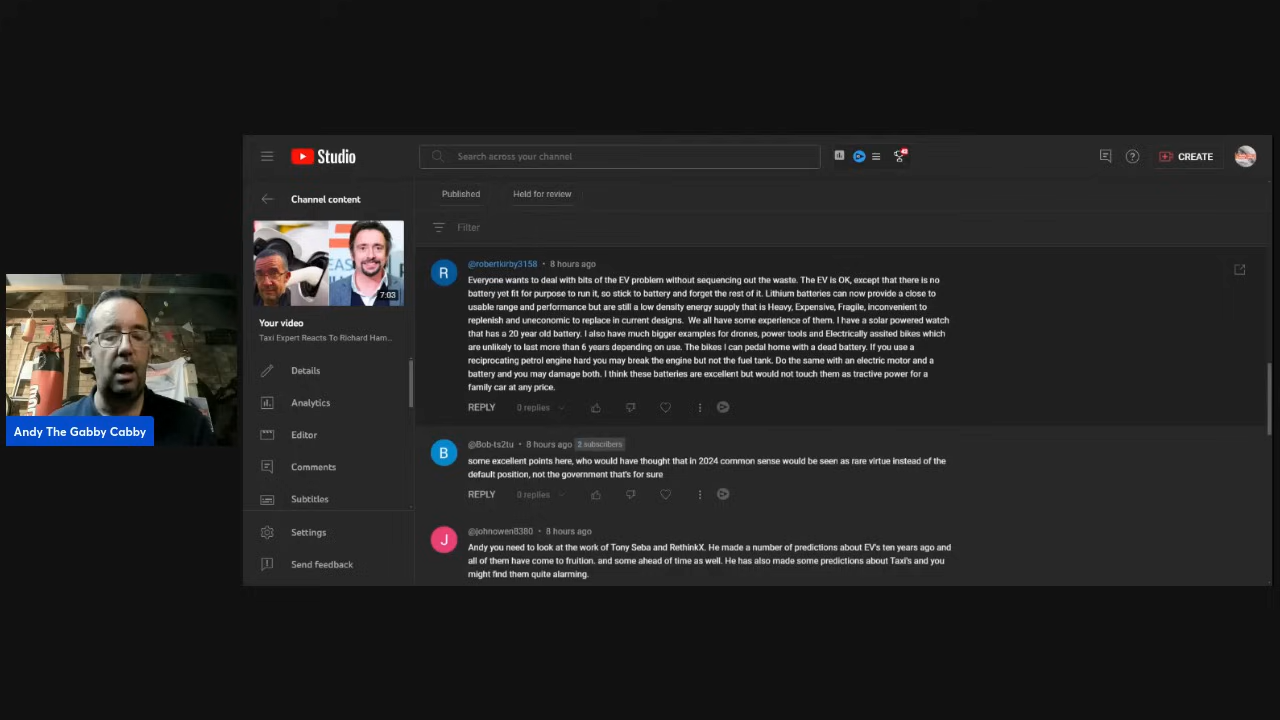 Studio
Search across your channel
CREATE
Channel content
Published
Held for review
Filter
7:03
Your video
Taxi Expert Reacts To Richard Ham...
Details
Analytics
Editor
Comments
Subtitles
Settings
Send feedback
Andy The Gabby Cabby
R
@robertkirby3158 • 8 hours ago
Everyone wants to deal with bits of the EV problem without sequencing out the waste. The EV is OK, except that there is no
battery yet fit for purpose to run it, so stick to battery and forget the rest of it. Lithium batteries can now provide a close to
usable range and performance but are still a low density energy supply that is Heavy, Expensive, Fragile, inconvenient to
replenish and uneconomic to replace in current designs. We all have some experience of them. I have a solar powered watch
that has a 20 year old battery. I also have much bigger examples for drones, power tools and Electrically assited bikes which
are unlikely to last more than 6 years depending on use. The bikes I can pedal home with a dead battery. If you use a
reciprocating petrol engine hard you may break the engine but not the fuel tank. Do the same with an electric motor and a
battery and you may damage both. I think these batteries are excellent but would not touch them as tractive power for a
family car at any price.
REPLY 0 replies
B
@Bob-ts2tu • 8 hours ago 2 subscribers
some excellent points here, who would have thought that in 2024 common sense would be seen as rare virtue instead of the
default position, not the government that's for sure
REPLY 0 replies
J
@johnowen8380 • 8 hours ago
Andy you need to look at the work of Tony Seba and RethinkX. He made a number of predictions about EV's ten years ago and
all of them have come to fruition. and some ahead of time as well. He has also made some predictions about Taxi's and you
might find them quite alarming.